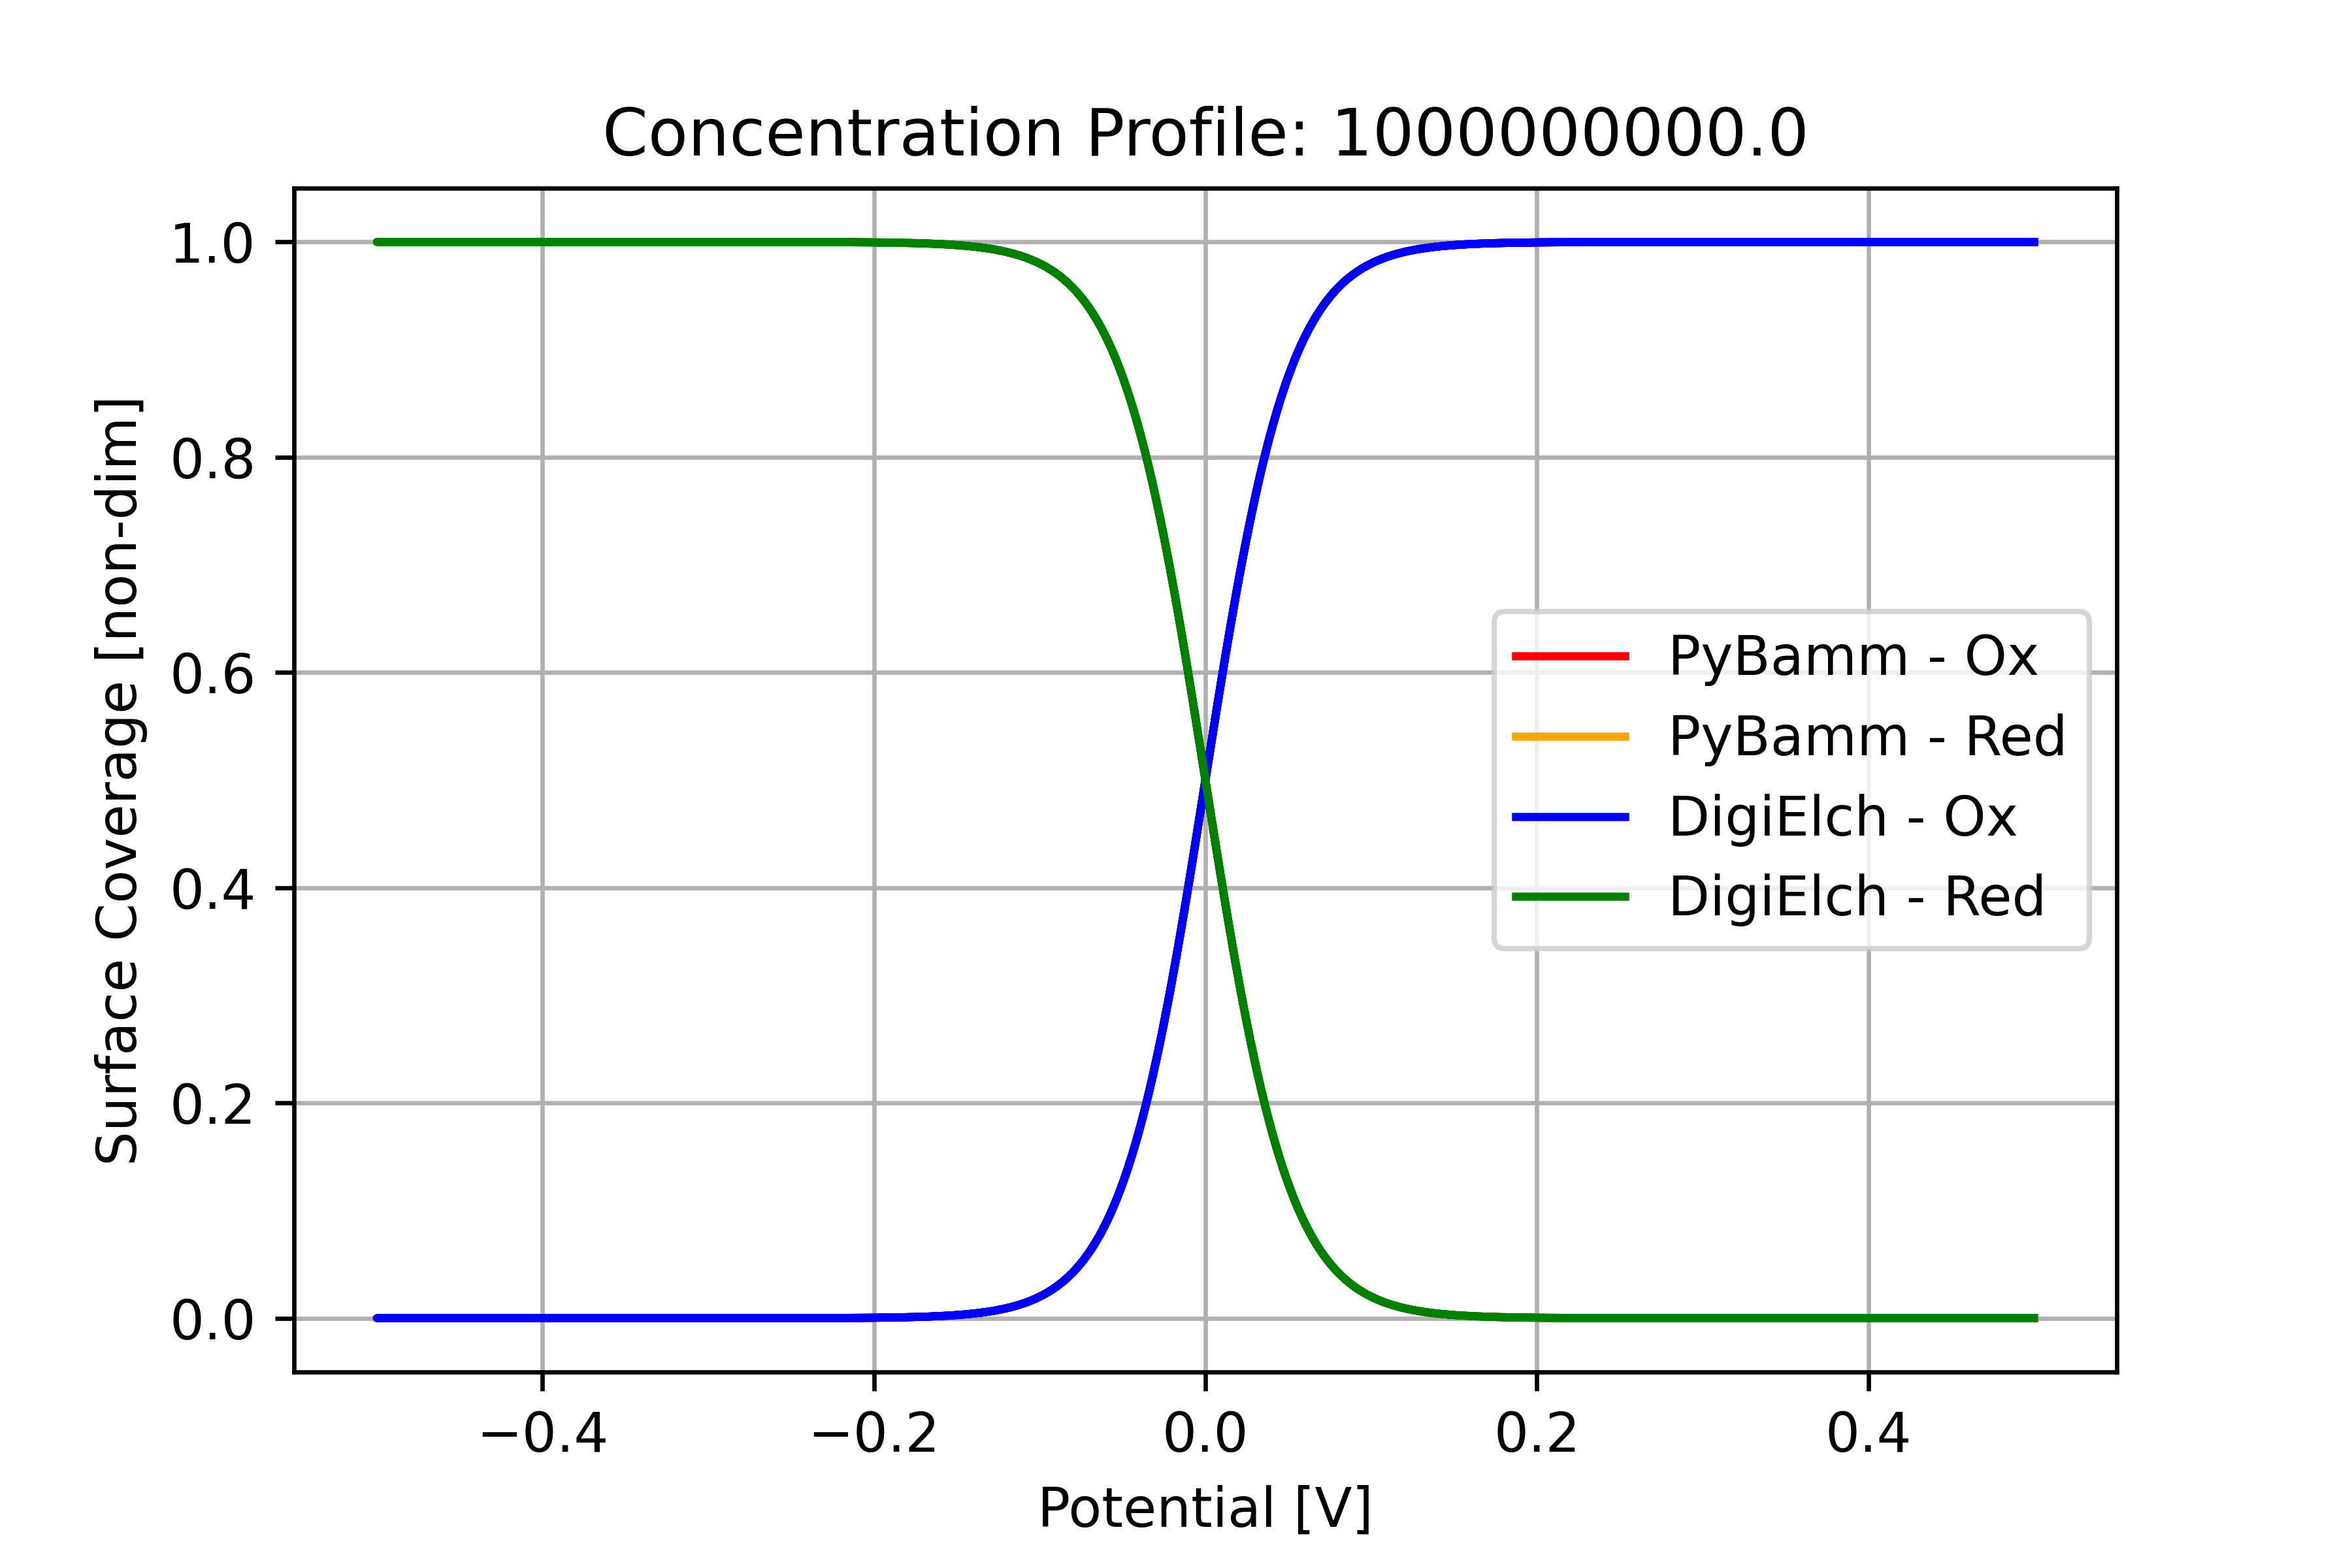 Concentration Profile: 1000000000.0
Surface Coverage [non-dim]
1.0
0.8
0.6
0.4
0.2
0.0
PyBamm - Ox
PyBamm - Red
DigiElch - Ox
DigiElch - Red
−0.4
−0.2
0.0
0.2
0.4
Potential [V]